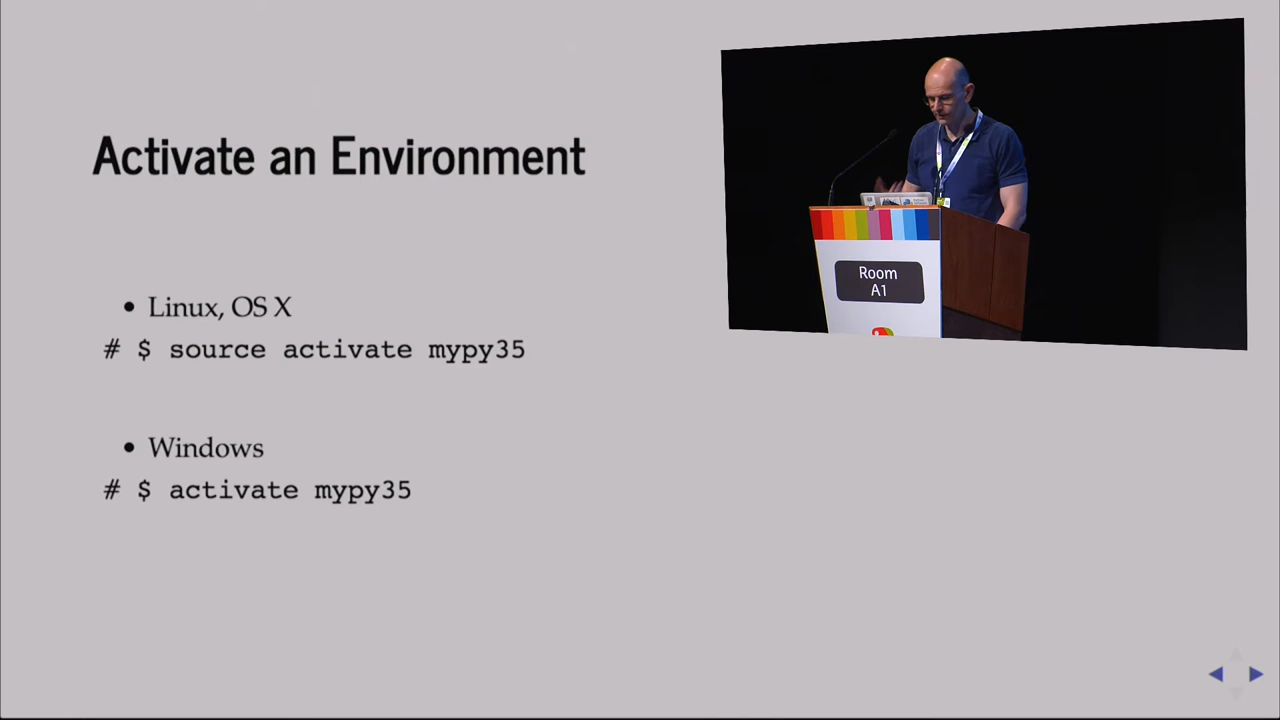 Activate an Environment
• Linux, OS X
# $ source activate mypy35
• Windows
# $ activate mypy35
Room
A1